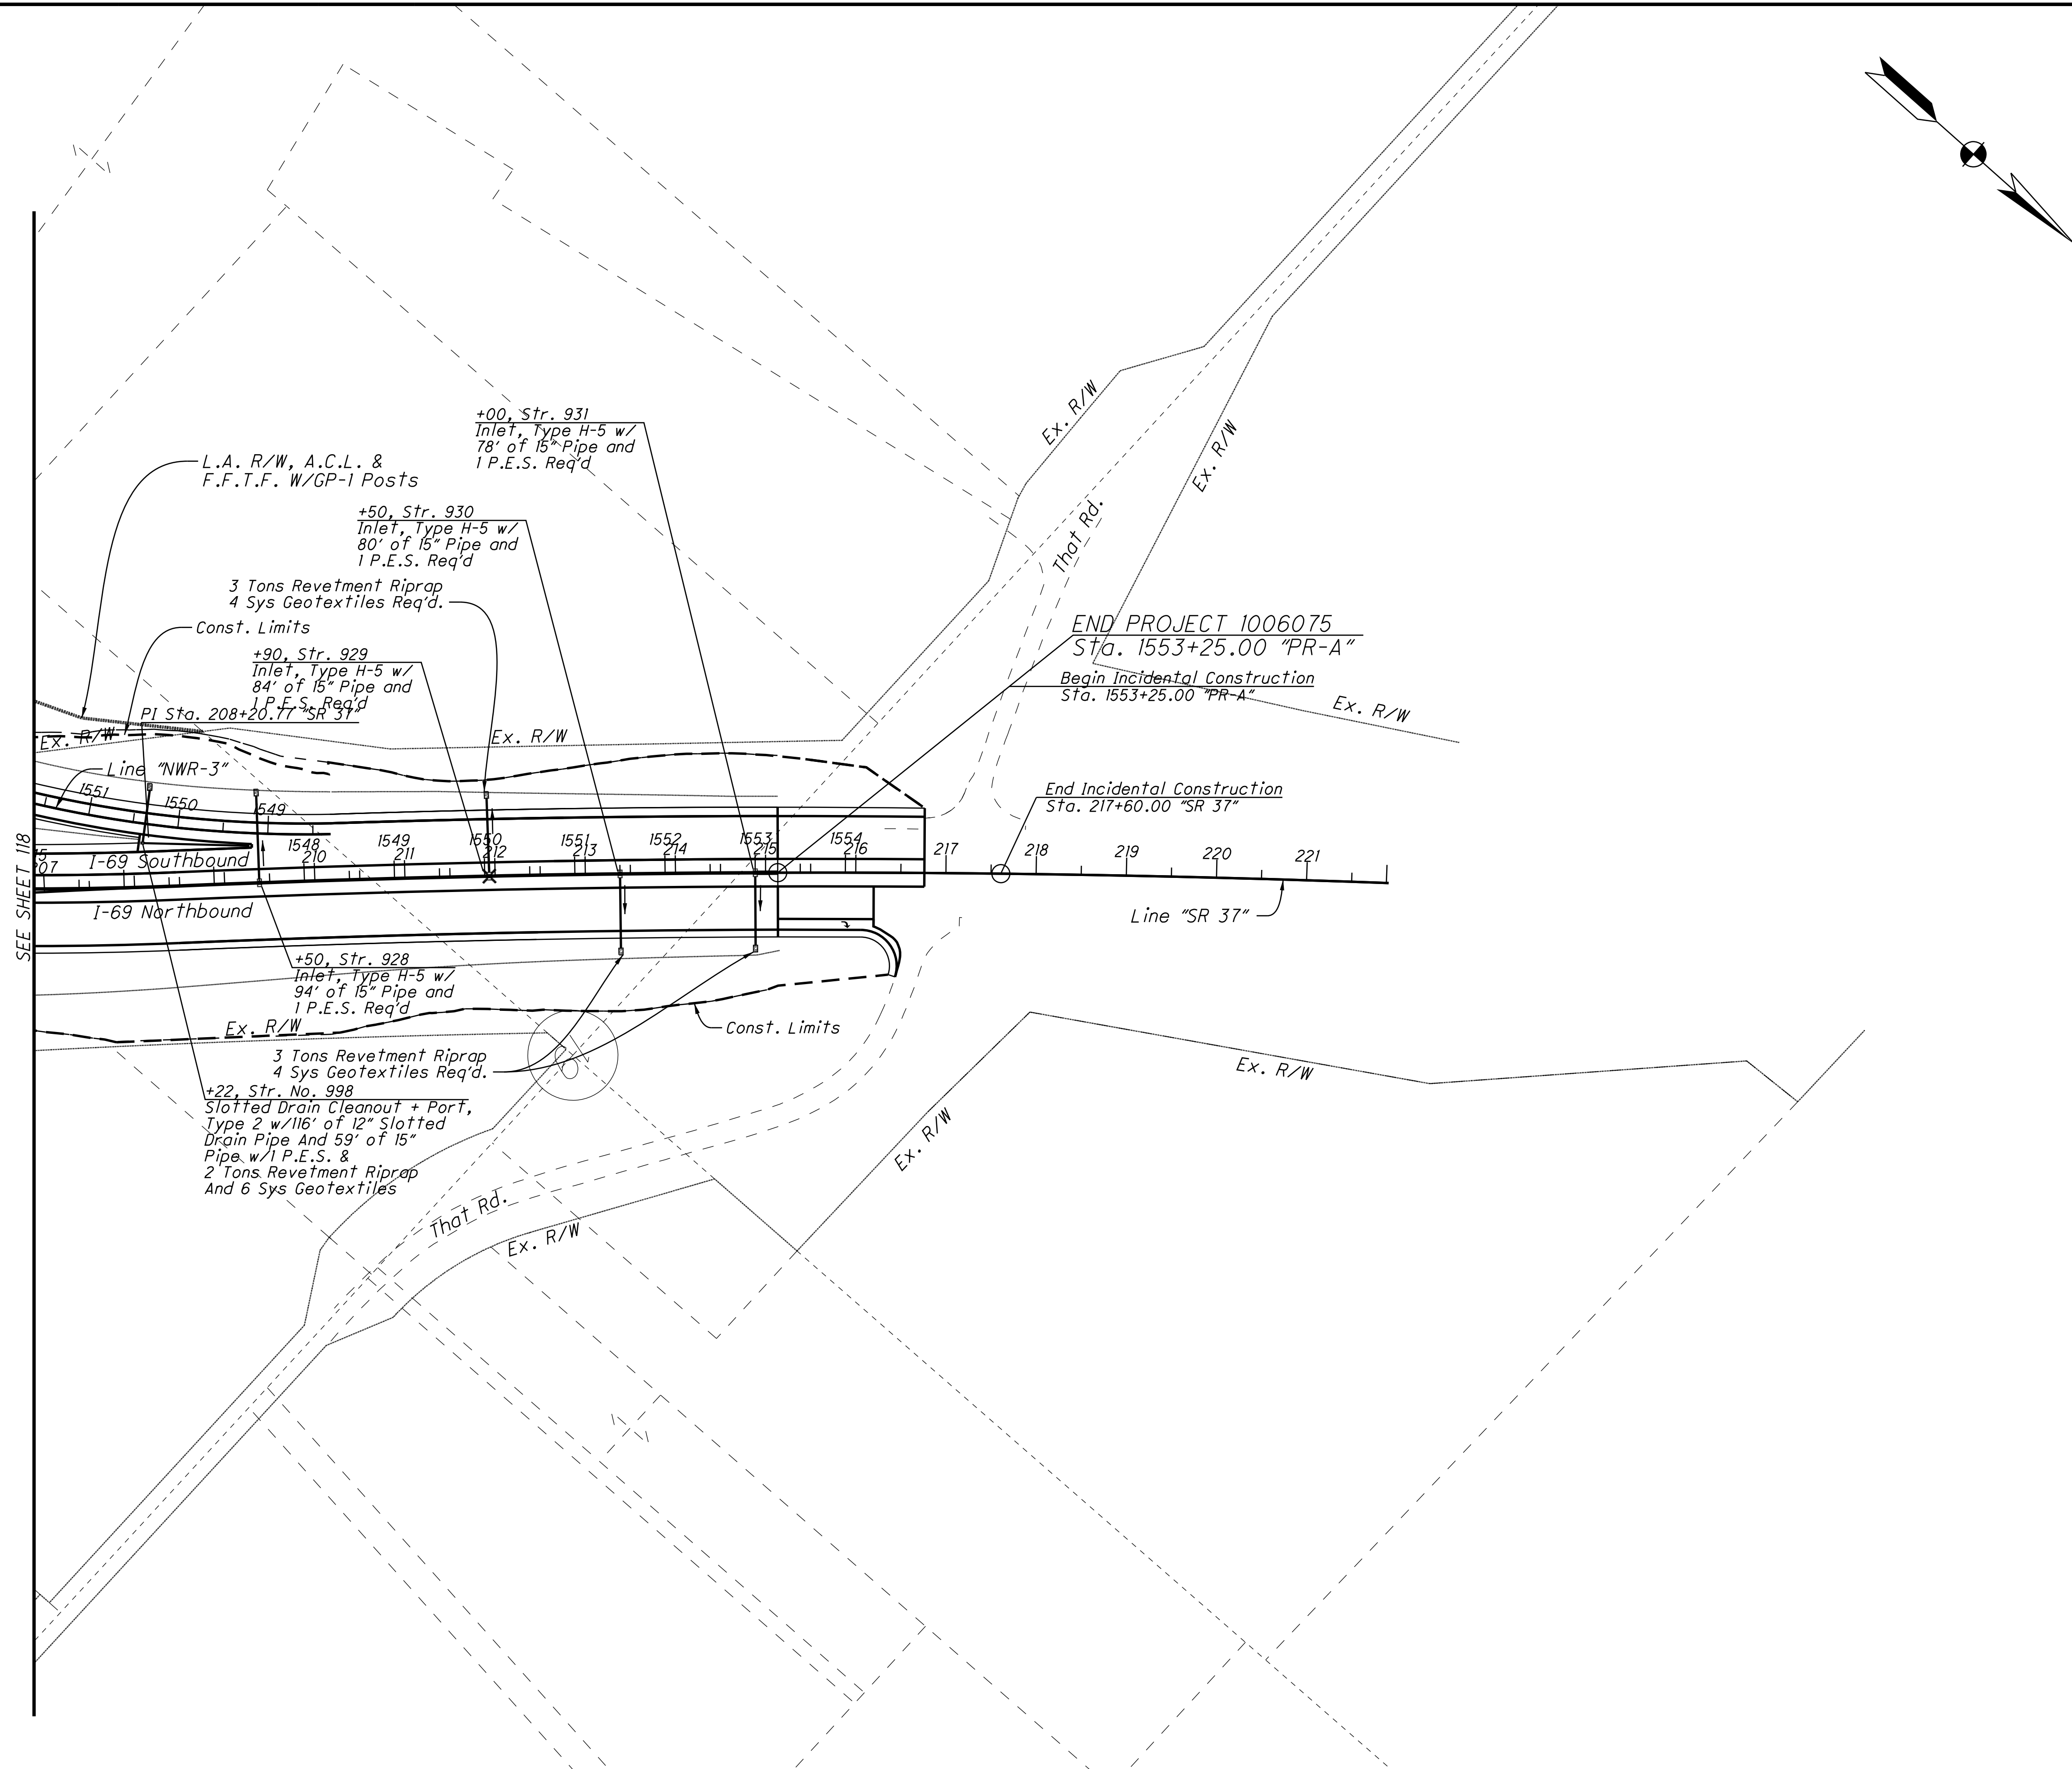 +00, Str. 931
Inlet, Type H-5 w/
78' of 15" Pipe and
1 P.E.S. Req'd
L.A. R/W, A.C.L. &
F.F.T.F. W/GP-1 Posts
+50, Str. 930
Inlet, Type H-5 w/
80' of 15" Pipe and
1 P.E.S. Req'd
3 Tons Revetment Riprap
4 Sys Geotextiles Req'd.
Const. Limits
+90, Str. 929
Inlet, Type H-5 w/
84' of 15" Pipe and
1 P.E.S. Req'd
PI Sta. 208+20.77 "SR 37"
Ex. R/W
Ex. R/W
Ex. R/W
Ex. R/W
That Rd.
END PROJECT 1006075
Sta. 1553+25.00 "PR-A"
Begin Incidental Construction
Sta. 1553+25.00 "PR-A"
Ex. R/W
Line "NWR-3"
1551
1550
1549
End Incidental Construction
Sta. 217+60.00 "SR 37"
1548
1549
1550
1551
1552
1553
1554
207
210
211
212
213
214
215
216
217
218
219
220
221
I-69 Southbound
I-69 Northbound
SEE SHEET 118
Line "SR 37"
+50, Str. 928
Inlet, Type H-5 w/
94' of 15" Pipe and
1 P.E.S. Req'd
Ex. R/W
Const. Limits
3 Tons Revetment Riprap
4 Sys Geotextiles Req'd.
+22, Str. No. 998
Slotted Drain Cleanout + Port,
Type 2 w/116' of 12" Slotted
Drain Pipe And 59' of 15"
Pipe w/1 P.E.S. &
2 Tons Revetment Riprap
And 6 Sys Geotextiles
Ex. R/W
Ex. R/W
That Rd.
Ex. R/W